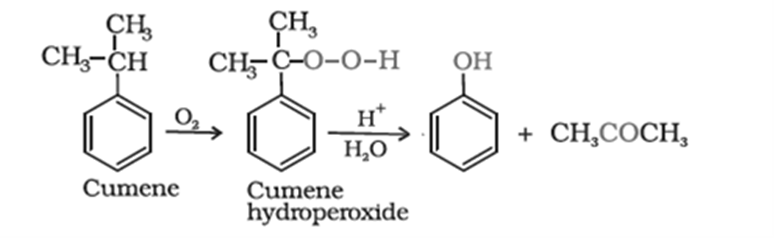 CH₃ CH₃
CH₃–CH CH₃–C–O–O–H OH
O₂ H⁺
H₂O + CH₃COCH₃
Cumene Cumene
hydroperoxide